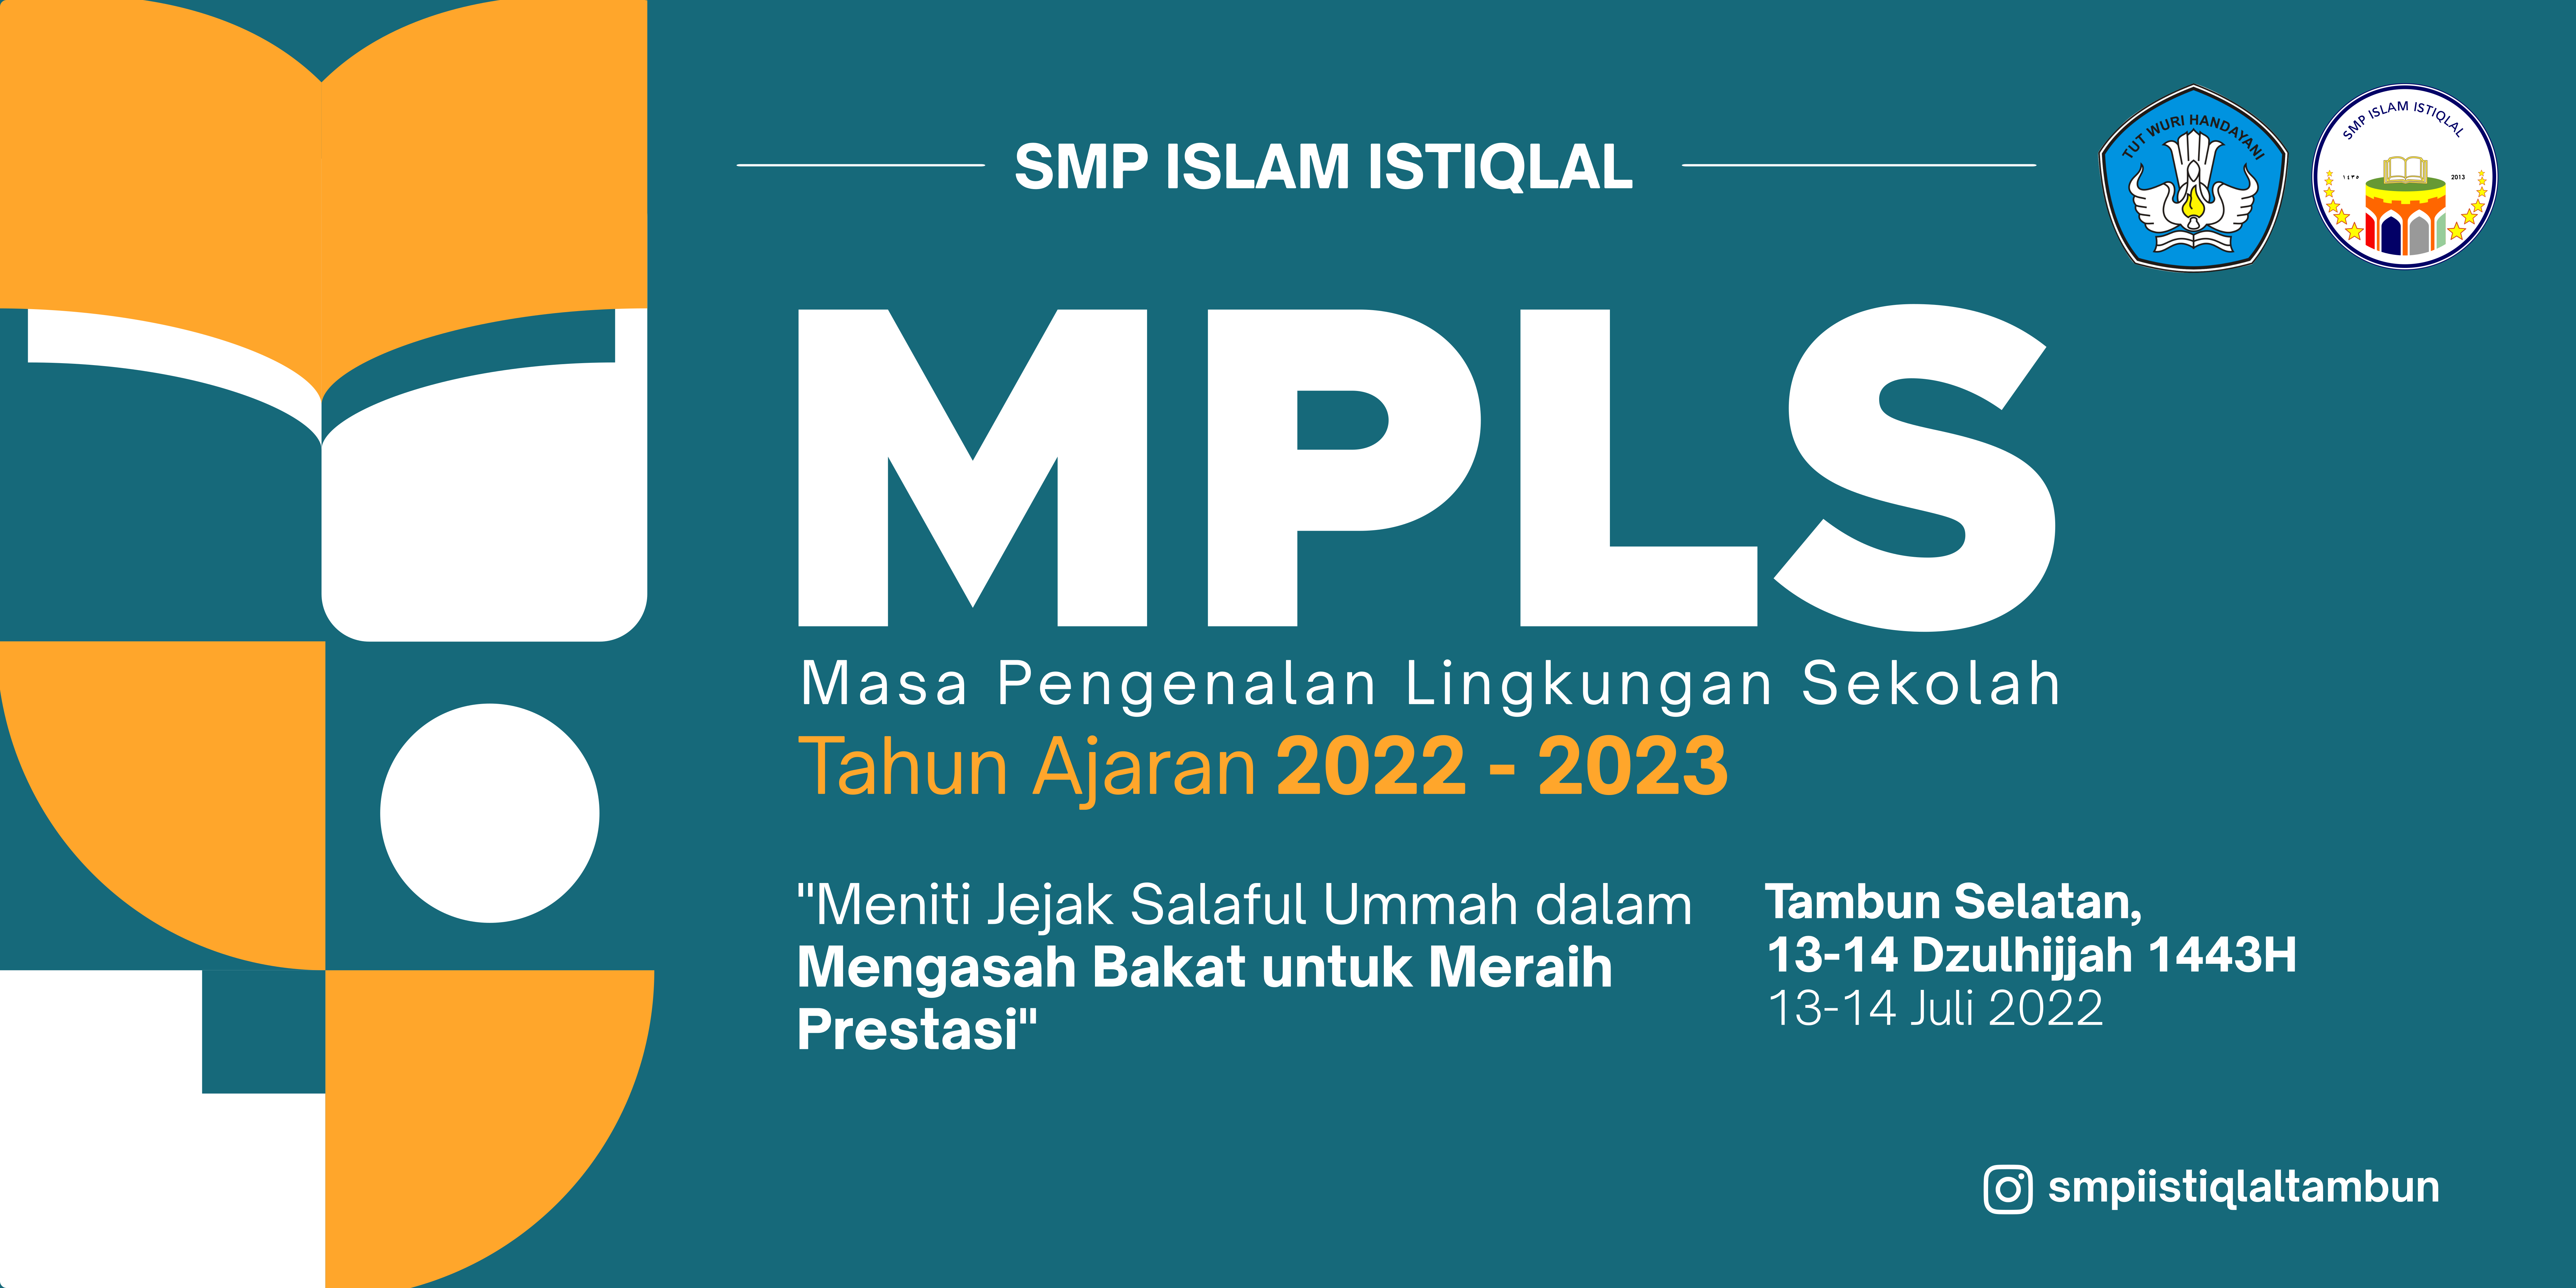 SMP ISLAM ISTIQLAL
TUT WURI HANDAYANI
SMP ISLAM ISTIQLAL
١٤٣٥
2013
MPLS
Masa Pengenalan Lingkungan Sekolah
Tahun Ajaran 2022 - 2023
"Meniti Jejak Salaful Ummah dalam
Mengasah Bakat untuk Meraih
Prestasi"
Tambun Selatan,
13-14 Dzulhijjah 1443H
13-14 Juli 2022
smpiistiqlaltambun